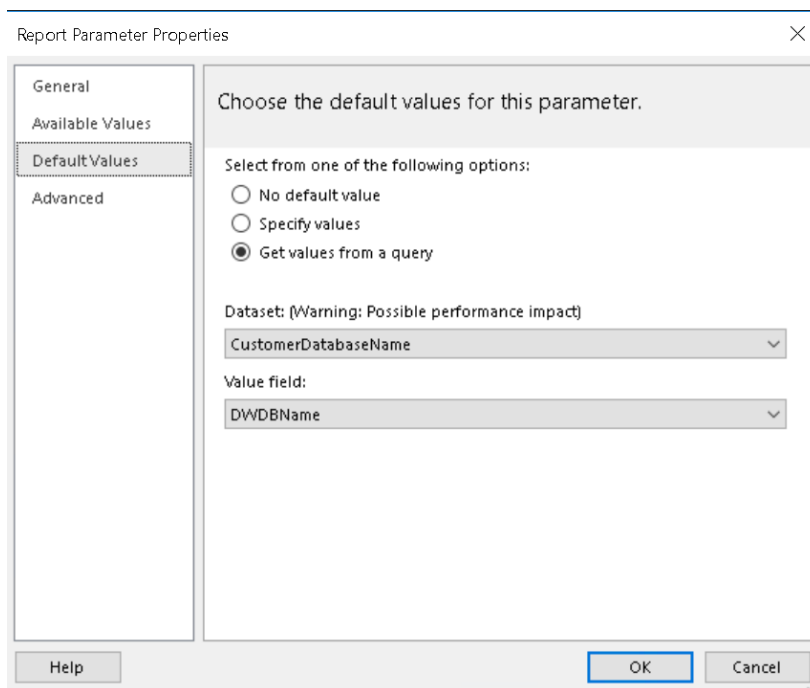 Report Parameter Properties
General
Available Values
Default Values
Advanced
Choose the default values for this parameter.
Select from one of the following options:
No default value
Specify values
Get values from a query
Dataset: (Warning: Possible performance impact)
CustomerDatabaseName
Value field:
DWDBName
Help
OK
Cancel